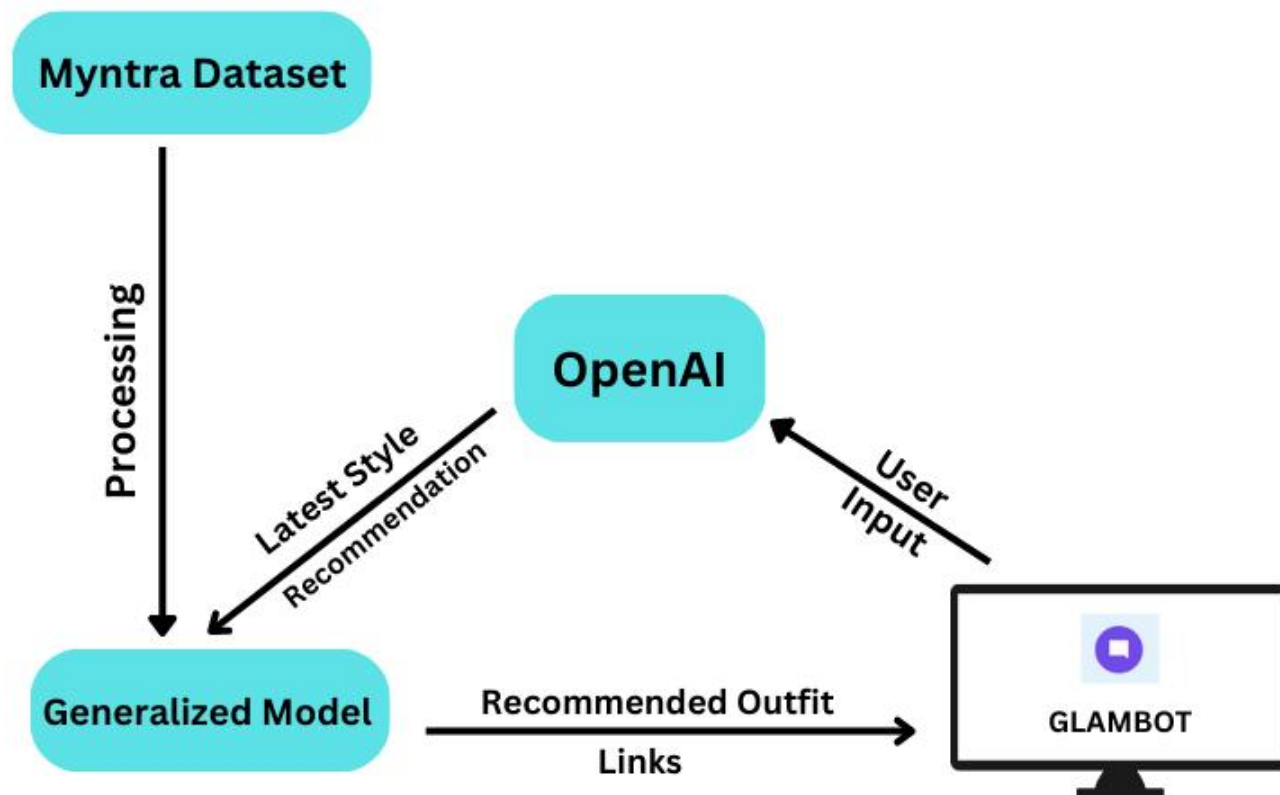 Myntra Dataset
Processing
OpenAI
Latest Style
Recommendation
User
Input
Generalized Model
Recommended Outfit
Links
GLAMBOT